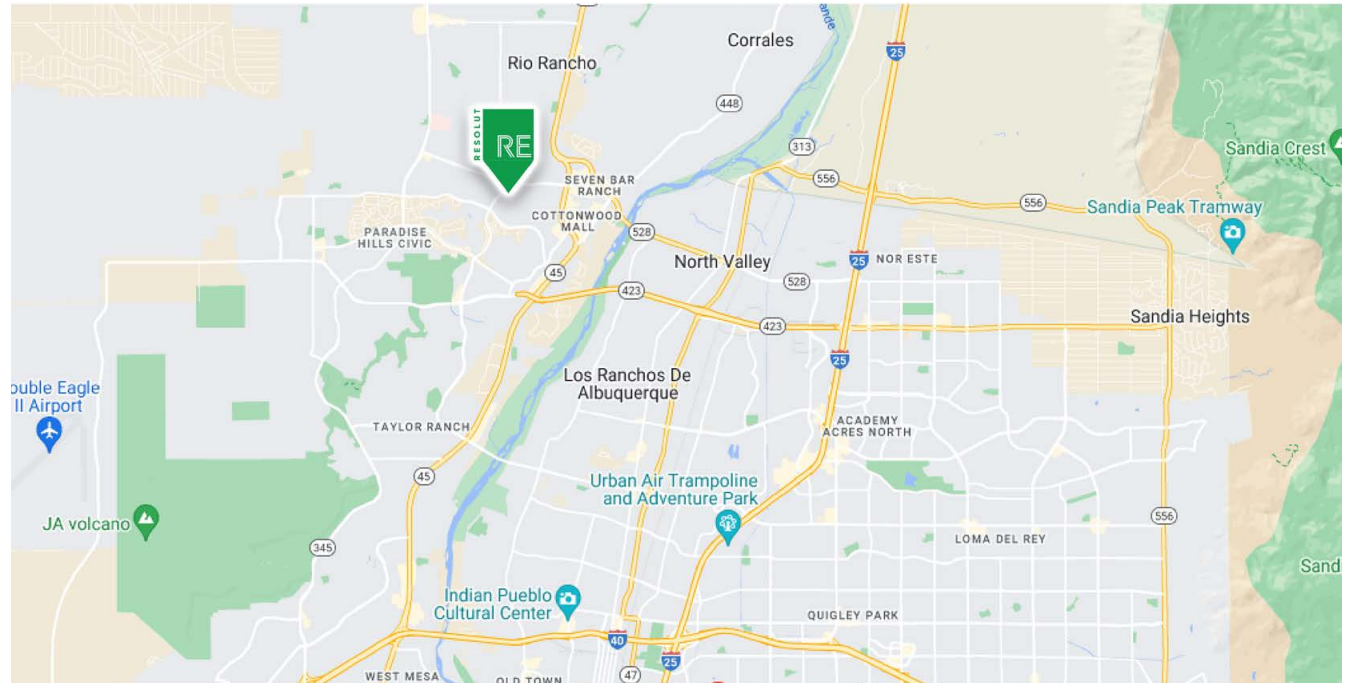 ande
Corrales
25
Rio Rancho
448
RESOLUT
RE
313
Sandia Crest
SEVEN BAR
RANCH
556
556
Sandia Peak Tramway
COTTONWOOD
MALL
PARADISE
HILLS CIVIC
528
North Valley
25
NOR ESTE
45
528
423
423
Sandia Heights
25
Los Ranchos De
Albuquerque
ouble Eagle
II Airport
TAYLOR RANCH
ACADEMY
ACRES NORTH
45
Urban Air Trampoline
and Adventure Park
JA volcano
556
345
LOMA DEL REY
Sand
Indian Pueblo
Cultural Center
QUIGLEY PARK
40
25
WEST MESA
OLD TOWN
47